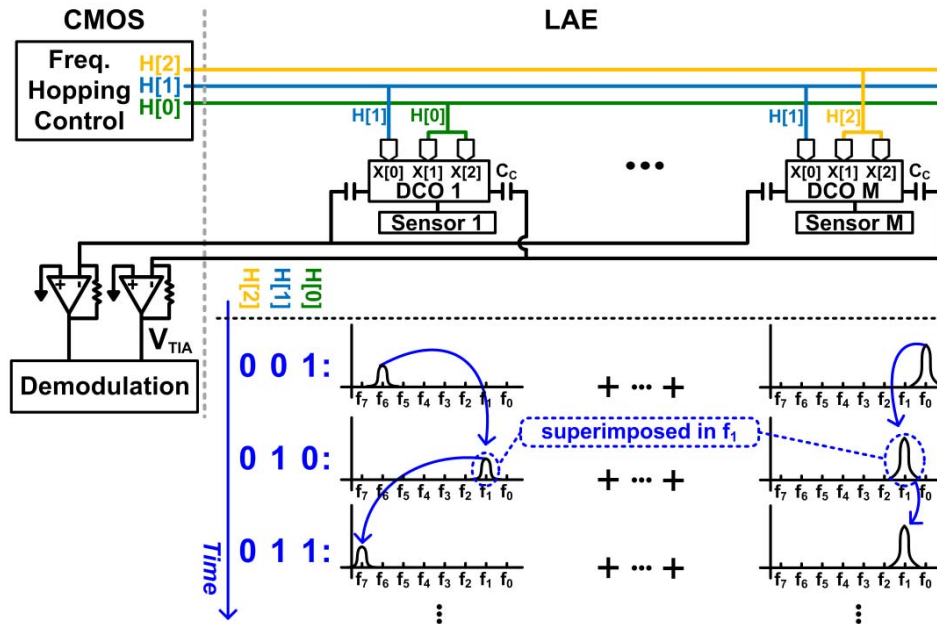 CMOS
LAE
Freq.
Hopping
Control
H[2]
H[1]
H[0]
H[1]
H[0]
H[1]
H[2]
X[0] X[1] X[2]
DCO 1
C_C
Sensor 1
...
X[0] X[1] X[2]
DCO M
C_C
Sensor M
+ -
+ -
V_TIA
Demodulation
H[2]
H[1]
H[0]
Time
0 0 1:
f₇ f₆ f₅ f₄ f₃ f₂ f₁ f₀
+ ... +
f₇ f₆ f₅ f₄ f₃ f₂ f₁ f₀
superimposed in f₁
0 1 0:
f₇ f₆ f₅ f₄ f₃ f₂ f₁ f₀
+ ... +
f₇ f₆ f₅ f₄ f₃ f₂ f₁ f₀
0 1 1:
f₇ f₆ f₅ f₄ f₃ f₂ f₁ f₀
+ ... +
f₇ f₆ f₅ f₄ f₃ f₂ f₁ f₀